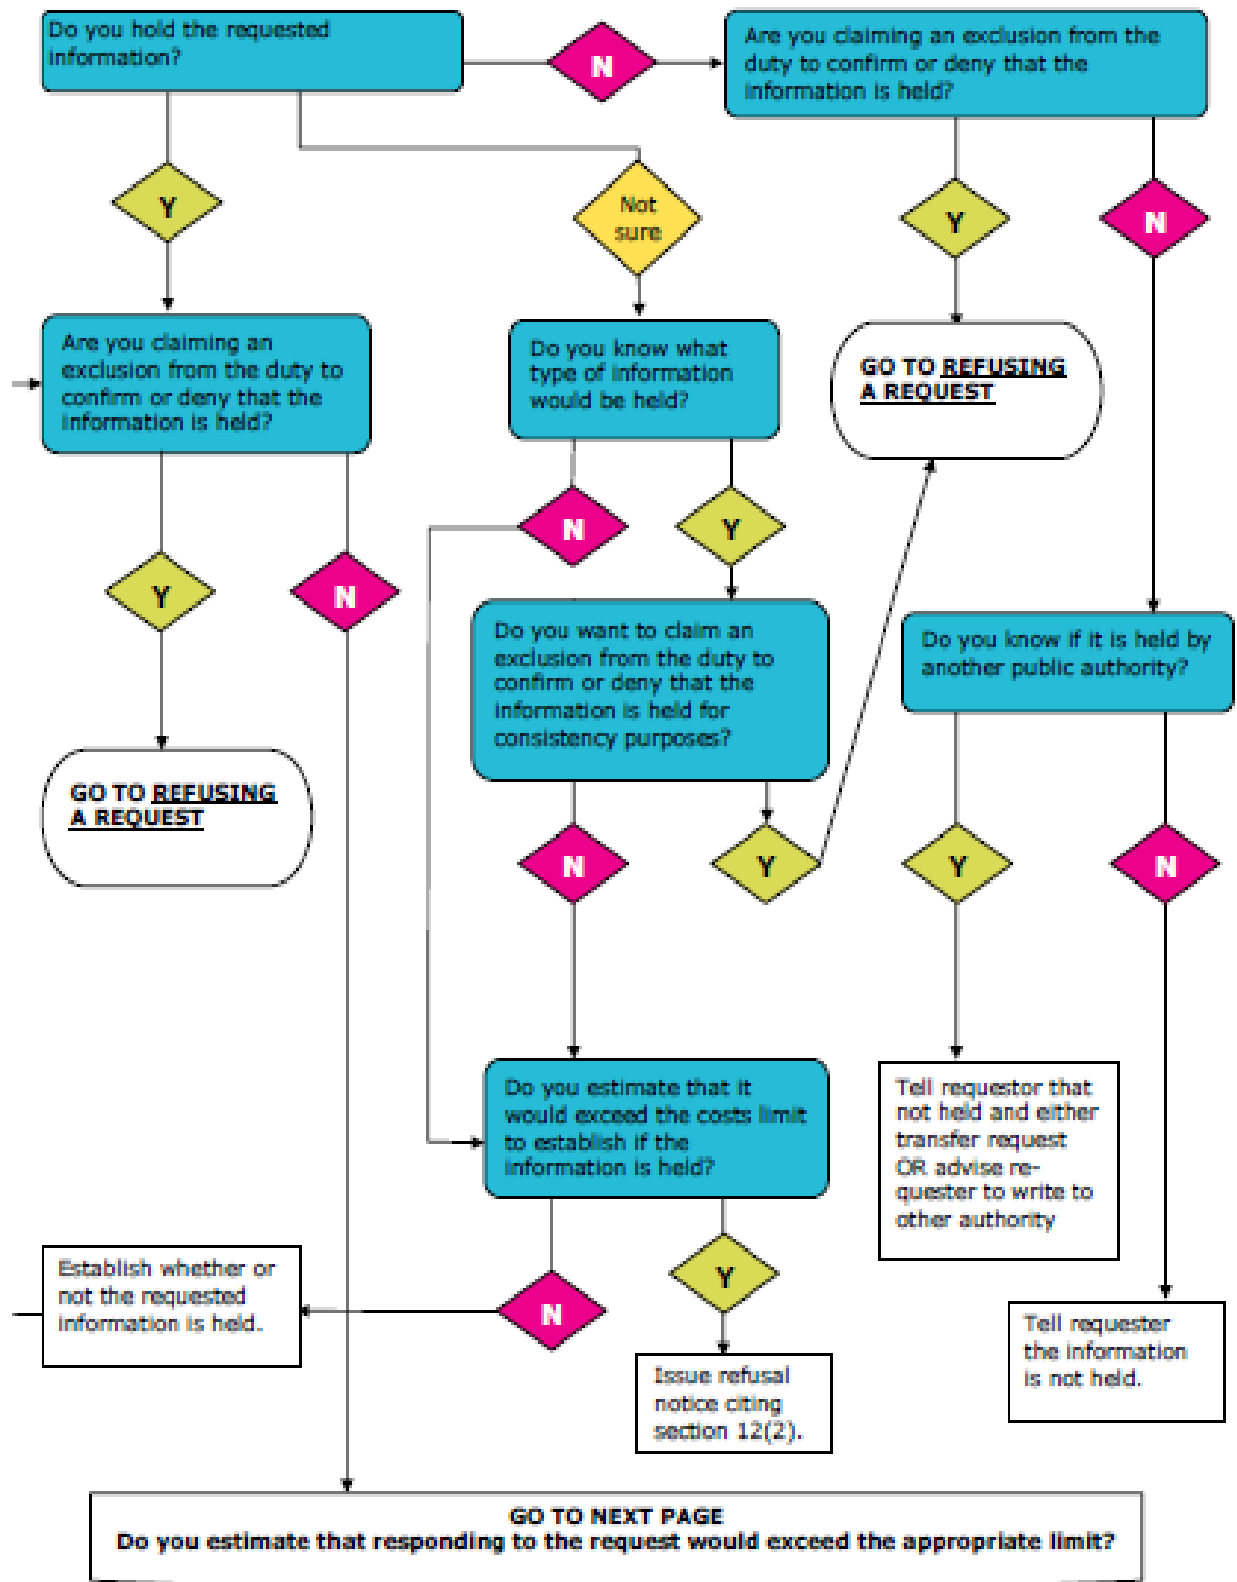 Do you hold the requested
information?
N
Are you claiming an exclusion from the
duty to confirm or deny that the
information is held?
Y
Not
sure
Y
N
Are you claiming an
exclusion from the duty to
confirm or deny that the
information is held?
Do you know what
type of information
would be held?
GO TO REFUSING
A REQUEST
N
Y
Y
N
Do you want to claim an
exclusion from the duty to
confirm or deny that the
information is held for
consistency purposes?
Do you know if it is held by
another public authority?
GO TO REFUSING
A REQUEST
N
Y
Y
N
Do you estimate that it
would exceed the costs limit
to establish if the
information is held?
Tell requestor that
not held and either
transfer request
OR advise re-
quester to write to
other authority
Establish whether or
not the requested
information is held.
N
Y
Issue refusal
notice citing
section 12(2).
Tell requester
the information
is not held.
GO TO NEXT PAGE
Do you estimate that responding to the request would exceed the appropriate limit?